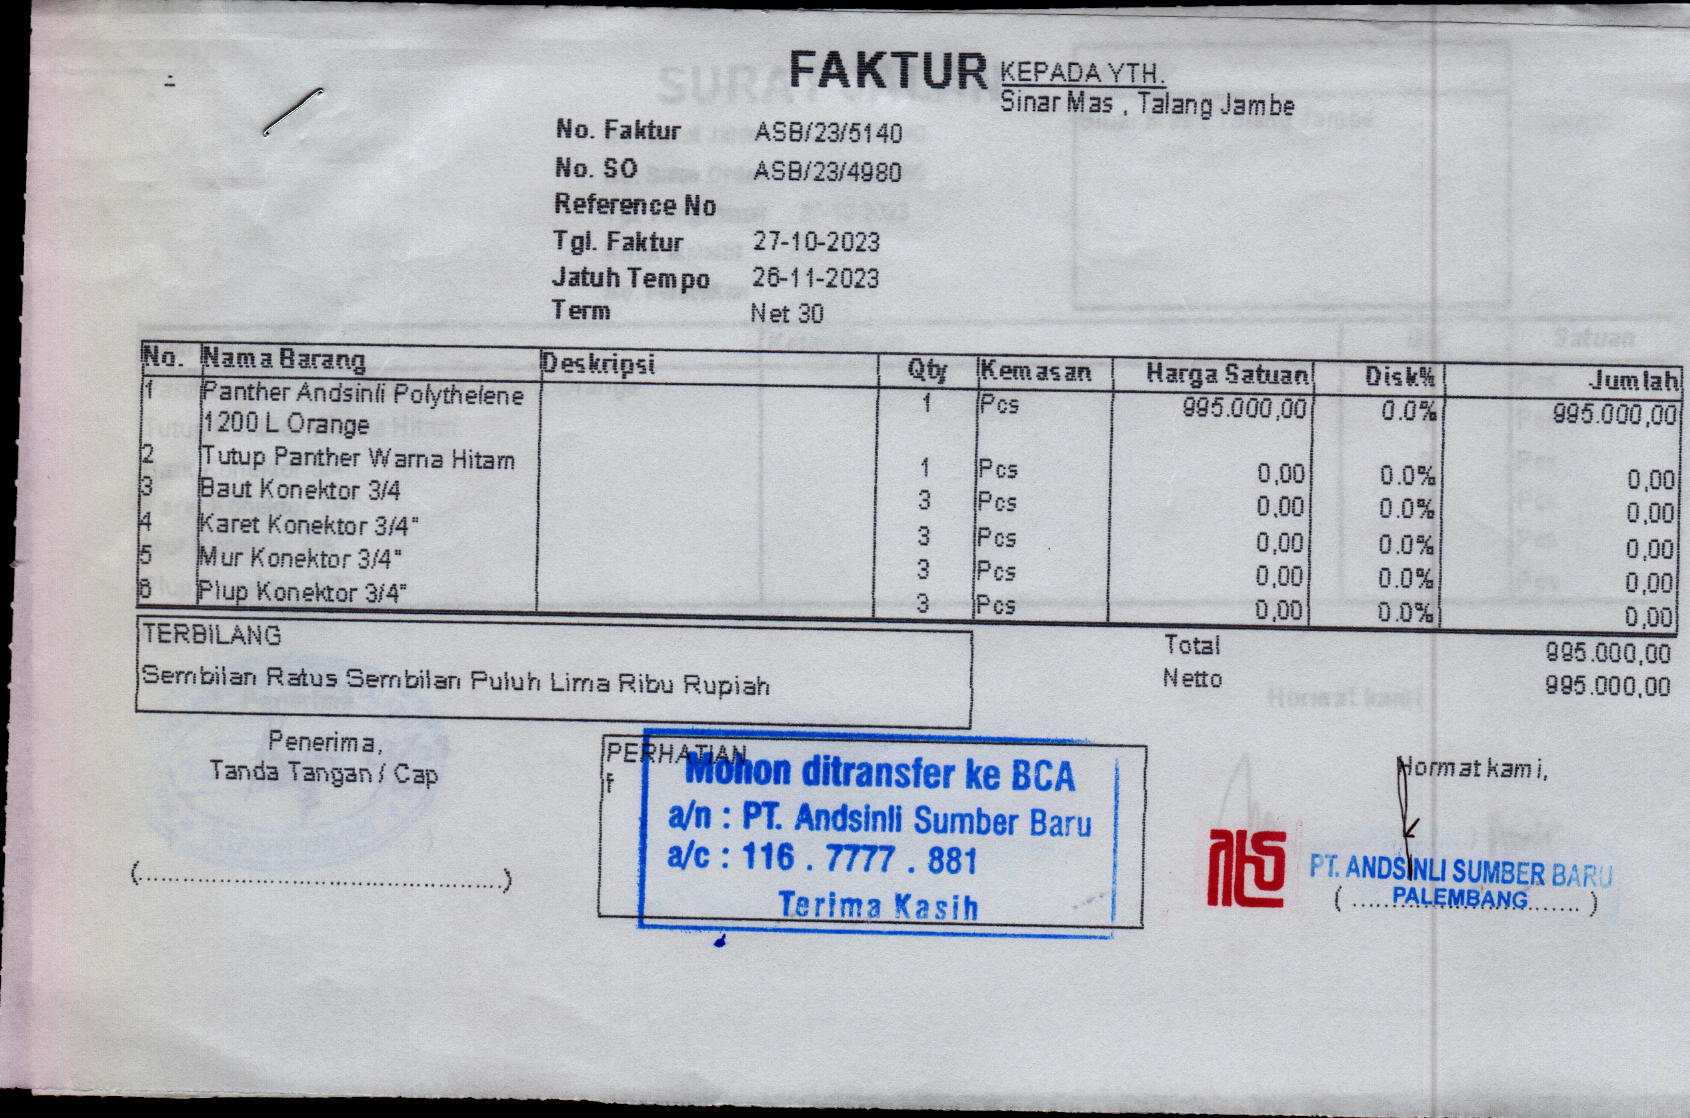 FAKTUR
KEPADA YTH.
Sinar Mas , Talang Jambe
No. Faktur ASB/23/5140
No. SO ASB/23/4980
Reference No
Tgl. Faktur 27-10-2023
Jatuh Tempo 26-11-2023
Term Net 30
No. Nama Barang Deskripsi Qty Kemasan Harga Satuan Disk% Jumlah
1 Panther Andsinli Polythelene 1 Pcs 995.000,00 0.0% 995.000,00
1200 L Orange
2 Tutup Panther Warna Hitam 1 Pcs 0,00 0.0% 0,00
3 Baut Konektor 3/4 3 Pcs 0,00 0.0% 0,00
4 Karet Konektor 3/4" 3 Pcs 0,00 0.0% 0,00
5 Mur Konektor 3/4" 3 Pcs 0,00 0.0% 0,00
6 Plup Konektor 3/4" 3 Pcs 0,00 0.0% 0,00
TERBILANG
Sembilan Ratus Sembilan Puluh Lima Ribu Rupiah
Total 995.000,00
Netto 995.000,00
Penerima,
Tanda Tangan / Cap
(..................................................)
PERHATIAN
f
Mohon ditransfer ke BCA
a/n : PT. Andsinli Sumber Baru
a/c : 116 . 7777 . 881
Terima Kasih
Hormat kami,
PT. ANDSINLI SUMBER BARU
PALEMBANG
( .............................. )